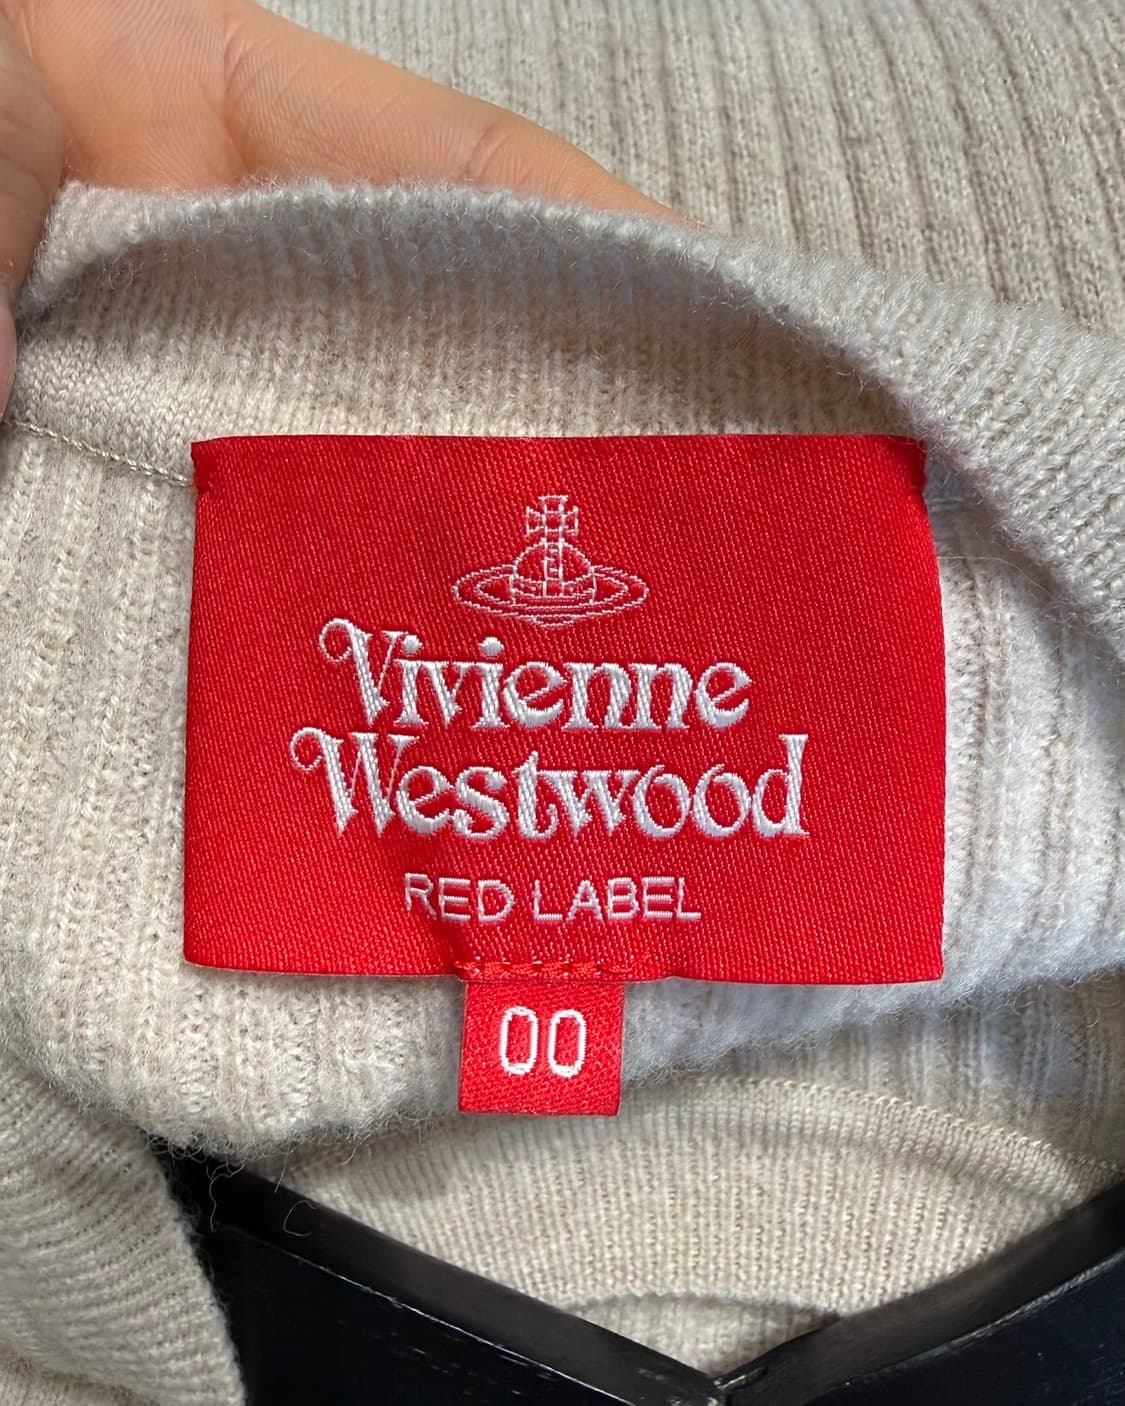 Vivienne
Westwood
RED LABEL
00